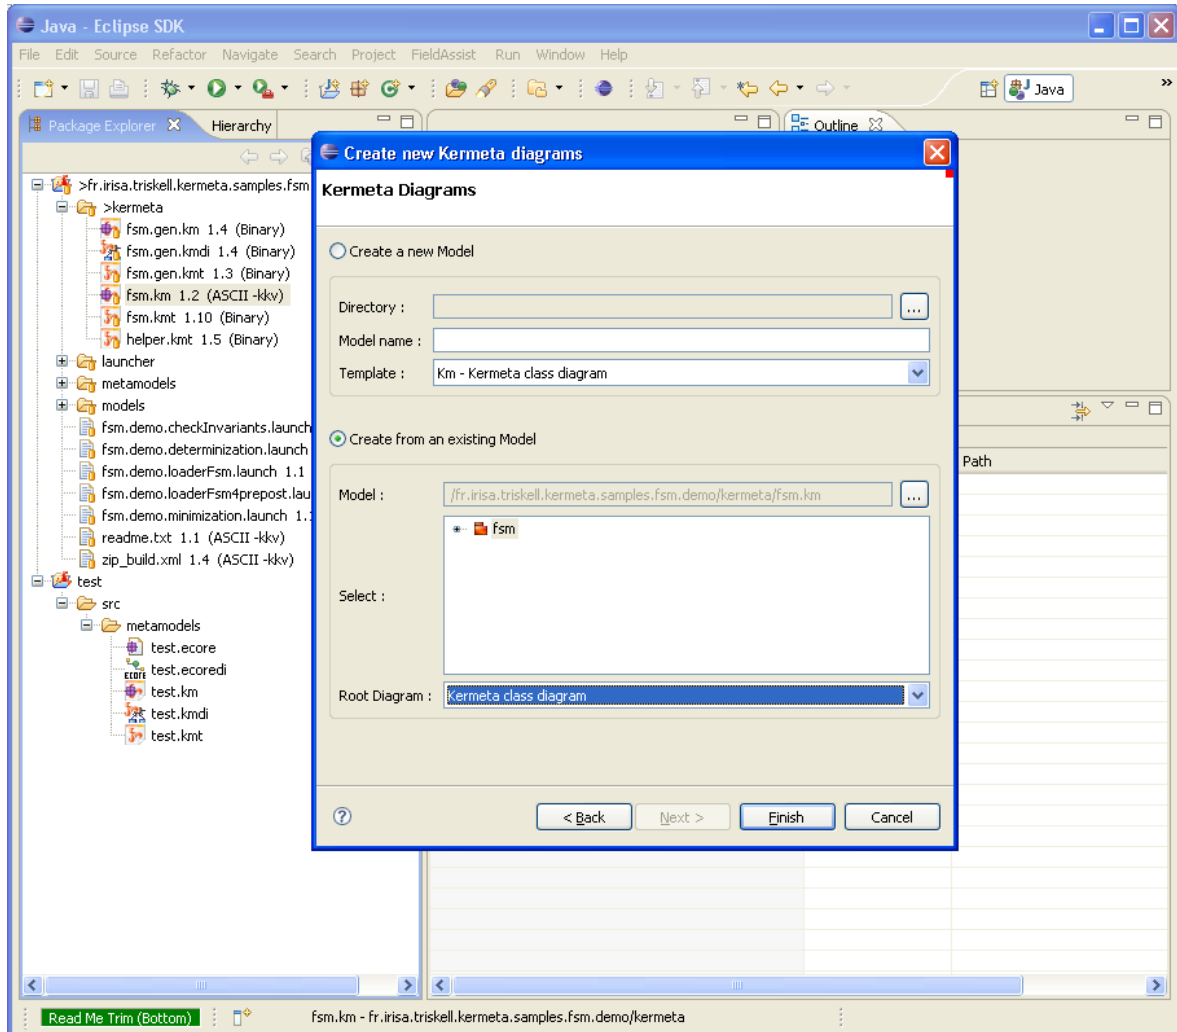 Java - Eclipse SDK
File Edit Source Refactor Navigate Search Project FieldAssist Run Window Help
Java
»
Package Explorer
Hierarchy
Outline
>fr.irisa.triskell.kermeta.samples.fsm
>kermeta
fsm.gen.km 1.4 (Binary)
fsm.gen.kmdi 1.4 (Binary)
fsm.gen.kmt 1.3 (Binary)
fsm.km 1.2 (ASCII -kkv)
fsm.kmt 1.10 (Binary)
helper.kmt 1.5 (Binary)
launcher
metamodels
models
fsm.demo.checkInvariants.launch
fsm.demo.determinization.launch
fsm.demo.loaderFsm.launch 1.1
fsm.demo.loaderFsm4prepost.lau
fsm.demo.minimization.launch 1.
readme.txt 1.1 (ASCII -kkv)
zip_build.xml 1.4 (ASCII -kkv)
test
src
metamodels
test.ecore
ECORE test.ecoredi
test.km
test.kmdi
test.kmt
Create new Kermeta diagrams
Kermeta Diagrams
Create a new Model
Directory :
...
Model name :
Template : Km - Kermeta class diagram
Create from an existing Model
Model : /fr.irisa.triskell.kermeta.samples.fsm.demo/kermeta/fsm.km ...
fsm
Select :
Root Diagram : Kermeta class diagram
? < Back Next > Finish Cancel
Path
Read Me Trim (Bottom) fsm.km - fr.irisa.triskell.kermeta.samples.fsm.demo/kermeta